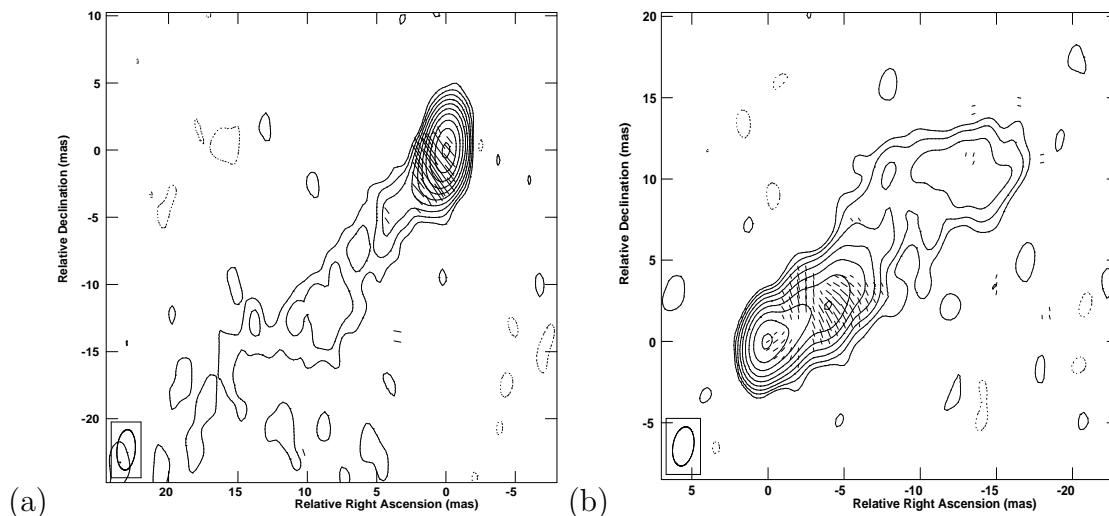 10
5
0
-5
-10
-15
-20
20 15 10 5 0 -5
Relative Declination (mas)
Relative Right Ascension (mas)
(a)
20
15
10
5
0
-5
5 0 -5 -10 -15 -20
Relative Declination (mas)
Relative Right Ascension (mas)
(b)